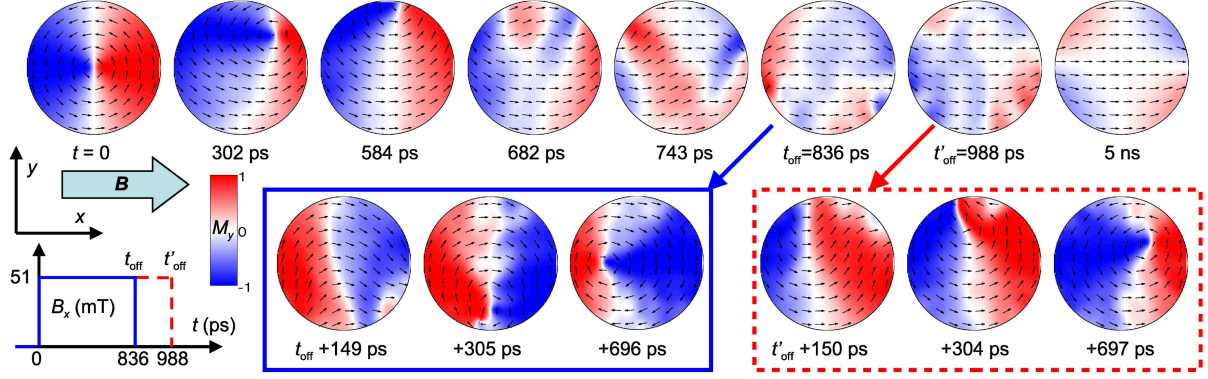 t = 0
302 ps
584 ps
682 ps
743 ps
t_off=836 ps
t'_off=988 ps
5 ns
y
B
x
1
M_y
0
-1
t_off
t'_off
51
B_x (mT)
t (ps)
0
836
988
t_off +149 ps
+305 ps
+696 ps
t'_off +150 ps
+304 ps
+697 ps